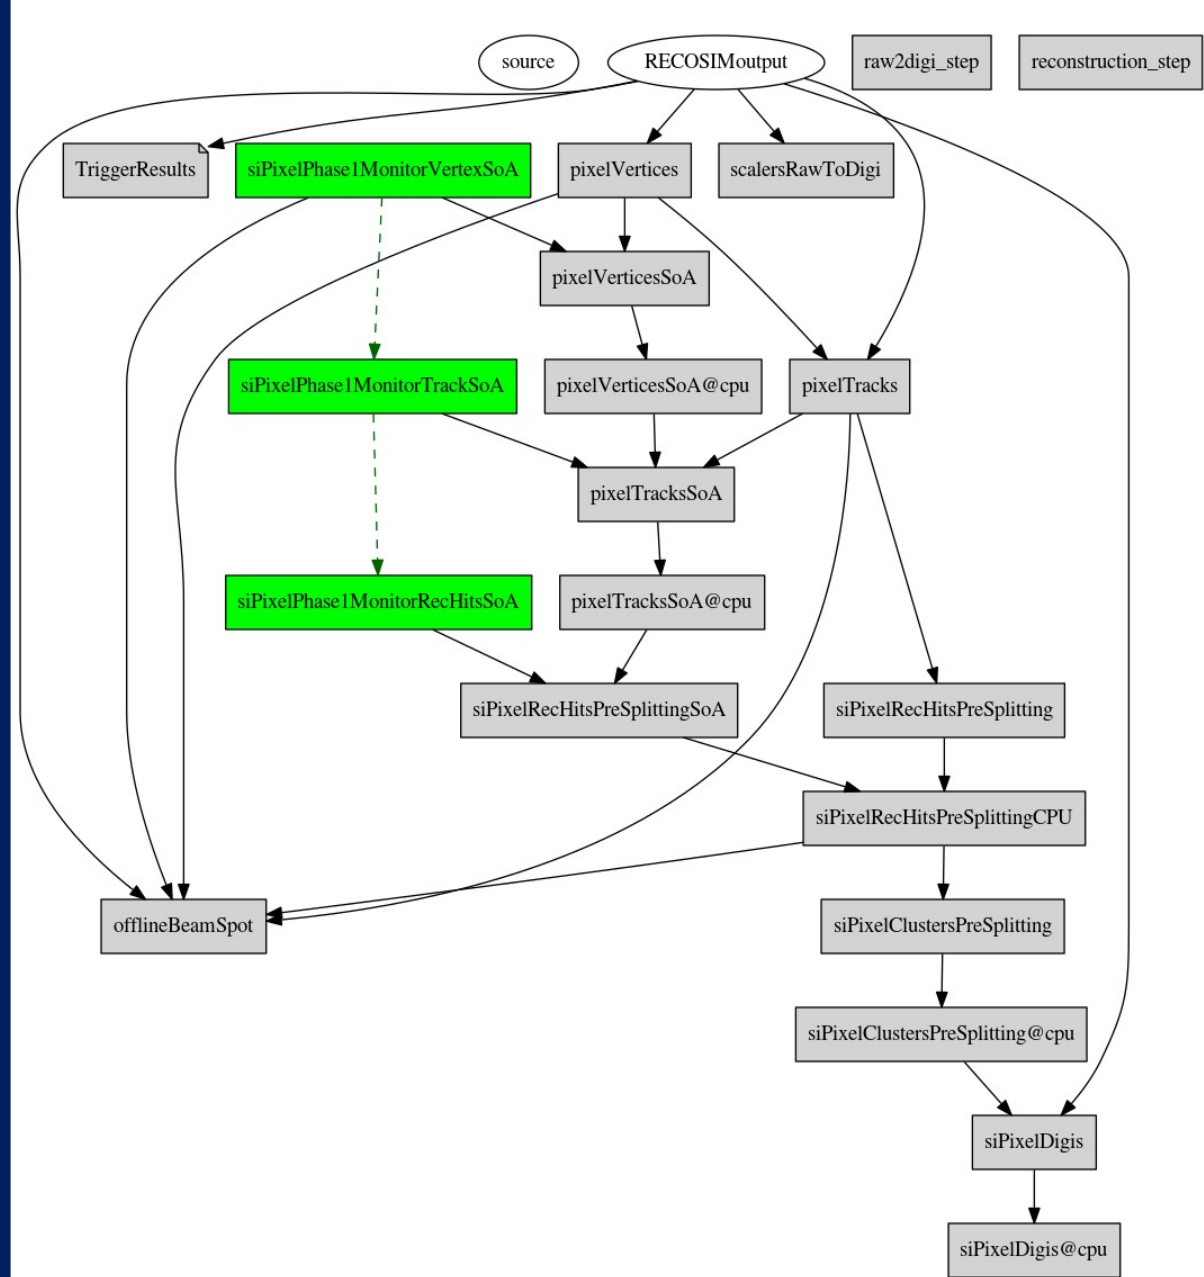 source
RECOSIMoutput
raw2digi_step
reconstruction_step
TriggerResults
siPixelPhase1MonitorVertexSoA
pixelVertices
scalersRawToDigi
pixelVerticesSoA
siPixelPhase1MonitorTrackSoA
pixelVerticesSoA@cpu
pixelTracks
pixelTracksSoA
siPixelPhase1MonitorRecHitsSoA
pixelTracksSoA@cpu
siPixelRecHitsPreSplittingSoA
siPixelRecHitsPreSplitting
siPixelRecHitsPreSplittingCPU
offlineBeamSpot
siPixelClustersPreSplitting
siPixelClustersPreSplitting@cpu
siPixelDigis
siPixelDigis@cpu